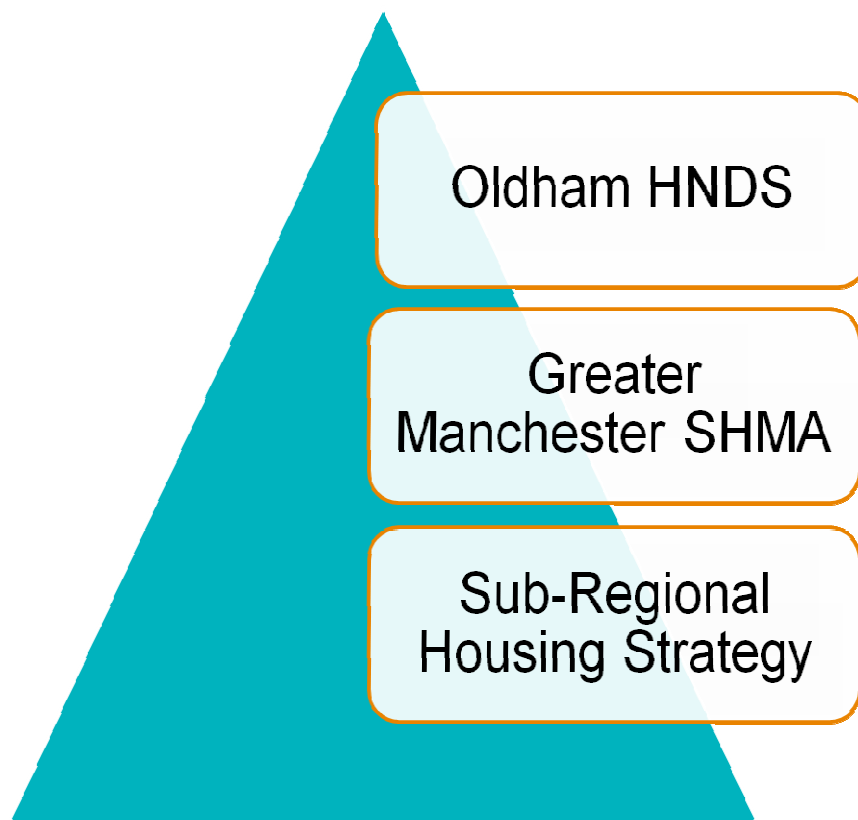 Oldham HNDS
Greater
Manchester SHMA
Sub-Regional
Housing Strategy